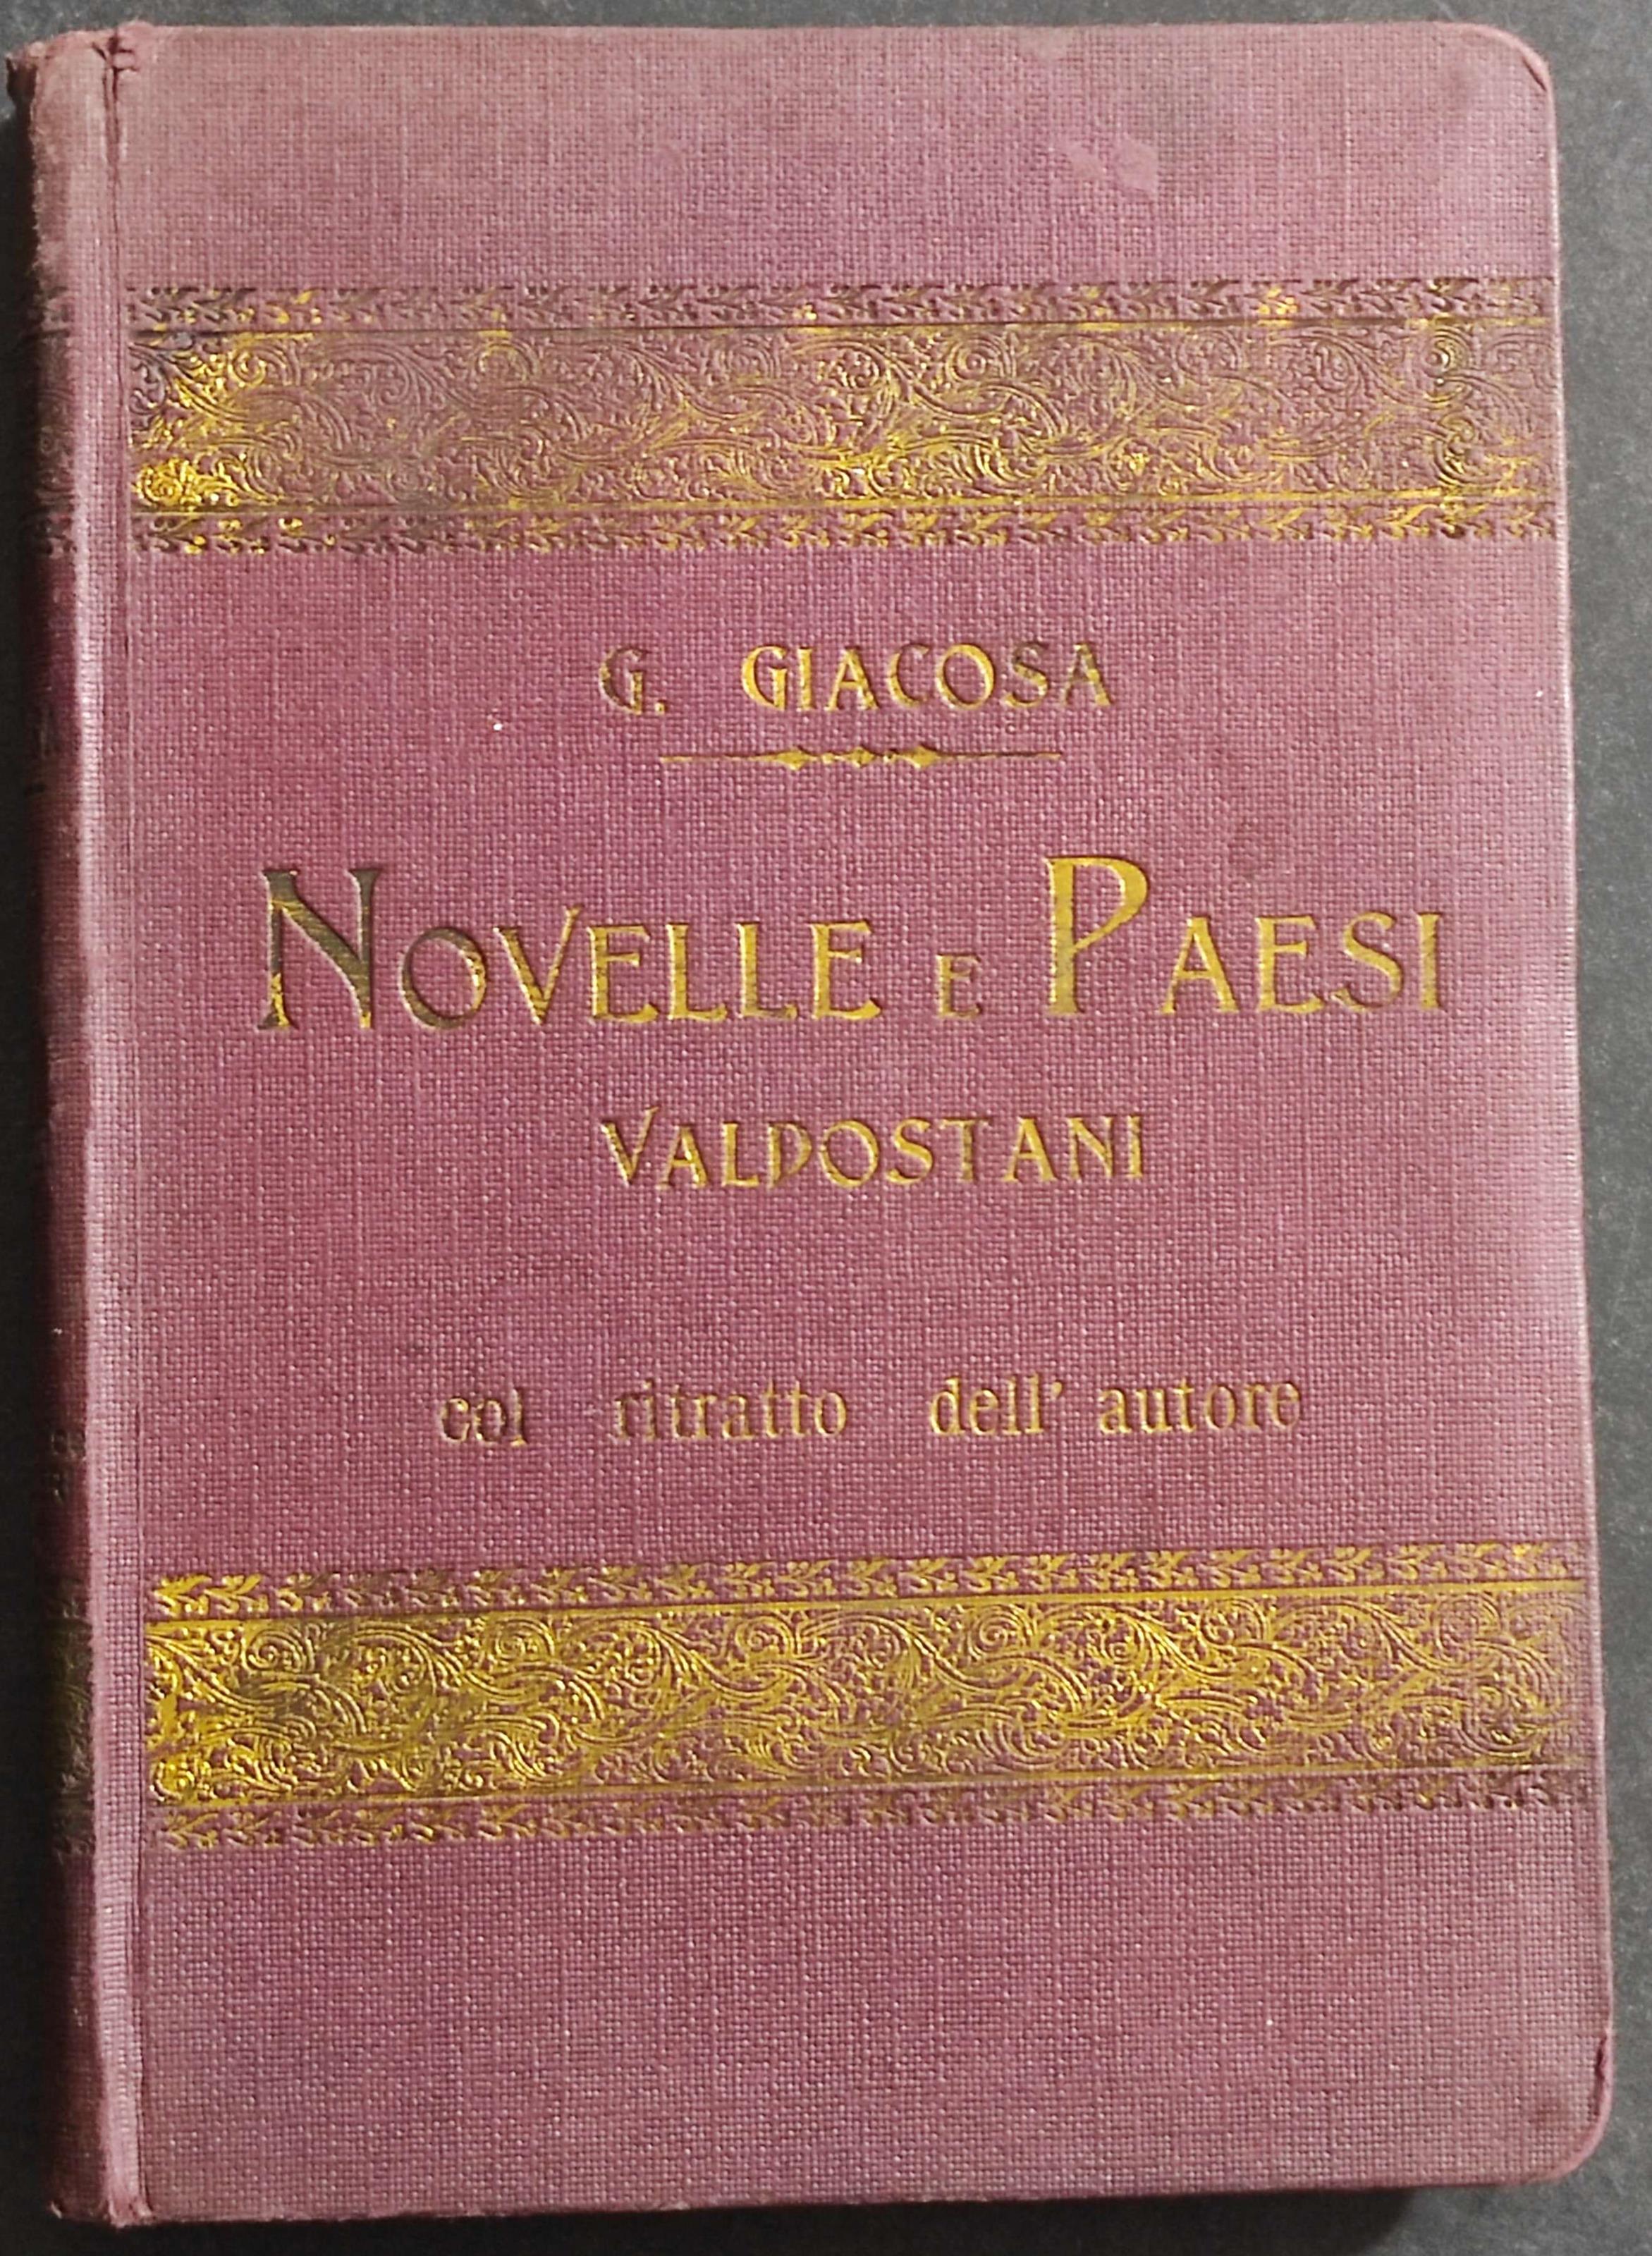 G. GIACOSA
NOVELLE E PAESI
VALDOSTANI
col ritratto dell' autore